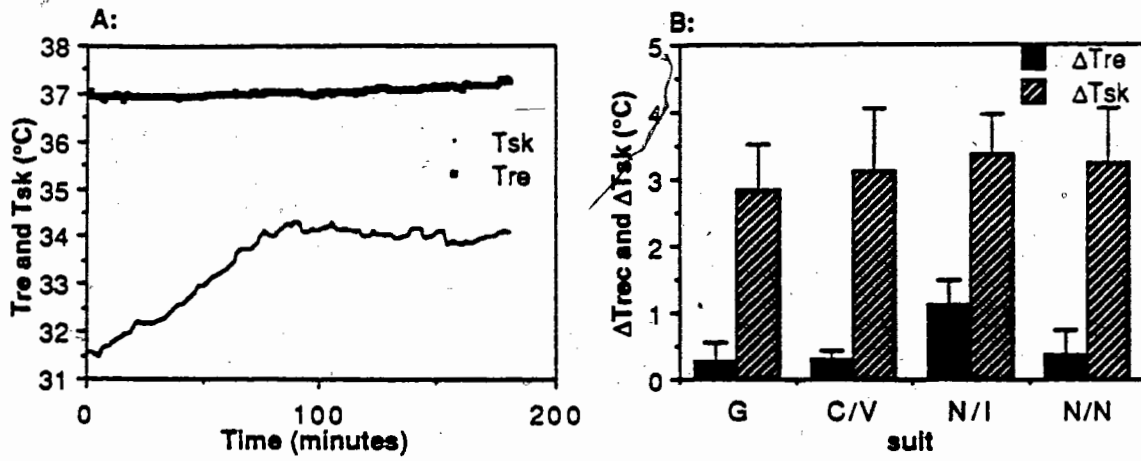 A:
Tre and Tsk (°C)
38
37
36
35
34
33
32
31
Tsk
Tre
0
100
200
Time (minutes)
B:
ΔTrec and ΔTsk (°C)
5
4
3
2
1
0
ΔTre
ΔTsk
G
C/V
N/I
N/N
suit